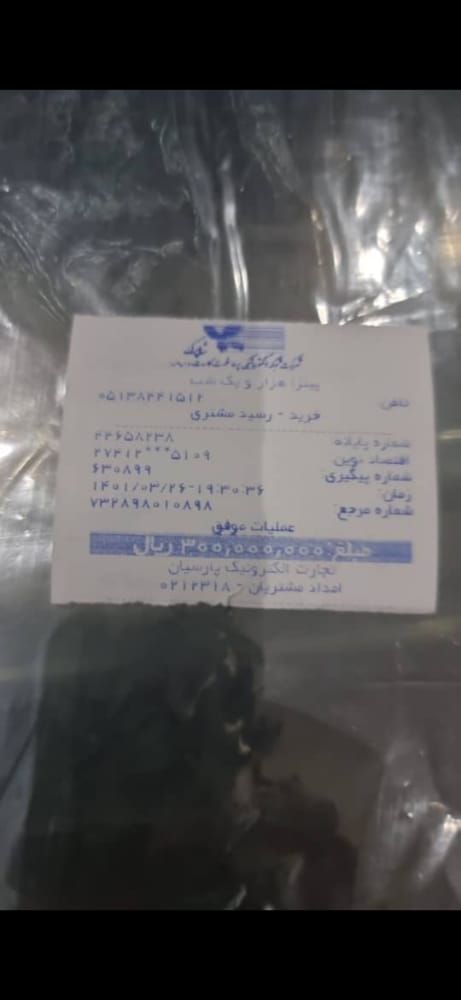 پیتزا هزار و یک شب
تلفن: ۰۵۱۳۸۴۴۱۵۱۲
خرید - رسید مشتری
شماره پایانه: ۴۴۶۵۸۲۳۸
اقتصاد نوین: ۲۷۴۱۲***۵۱۰۹
شماره پیگیری: ۶۳۰۸۹۹
زمان: ۱۴۰۱/۰۳/۲۶-۱۹:۳۰:۳۶
شماره مرجع: ۷۳۲۸۹۸۰۱۰۸۹۸
عملیات موفق
مبلغ: ۳۰۰,۰۰۰,۰۰۰ ریال
تجارت الکترونیک پارسیان
امداد مشتریان - ۰۲۱۲۳۱۸